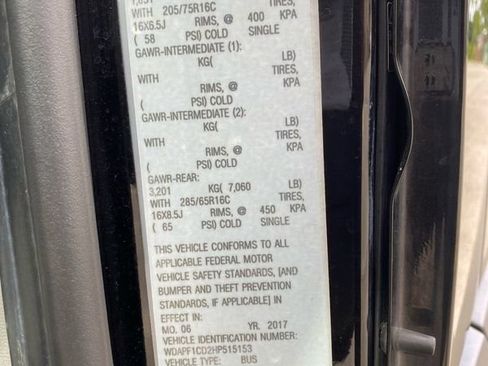 WITH 205/75R16C TIRES,
16X6.5J RIMS, @ 400 KPA
( 58 PSI) COLD SINGLE
GAWR-INTERMEDIATE (1):
KG( LB)
WITH TIRES,
RIMS, @ KPA
( PSI) COLD
GAWR-INTERMEDIATE (2):
KG( LB)
WITH TIRES,
RIMS, @ KPA
( PSI) COLD
GAWR-REAR:
3,201 KG( 7,060 LB)
WITH 285/65R16C TIRES,
16X8.5J RIMS, @ 450 KPA
( 65 PSI) COLD SINGLE
THIS VEHICLE CONFORMS TO ALL
APPLICABLE FEDERAL MOTOR
VEHICLE SAFETY STANDARDS, [AND
BUMPER AND THEFT PREVENTION
STANDARDS, IF APPLICABLE] IN
EFFECT IN:
MO. 06 YR. 2017
VEHICLE IDENTIFICATION NUMBER:
WDAPF1CD2HP515153
VEHICLE TYPE: BUS